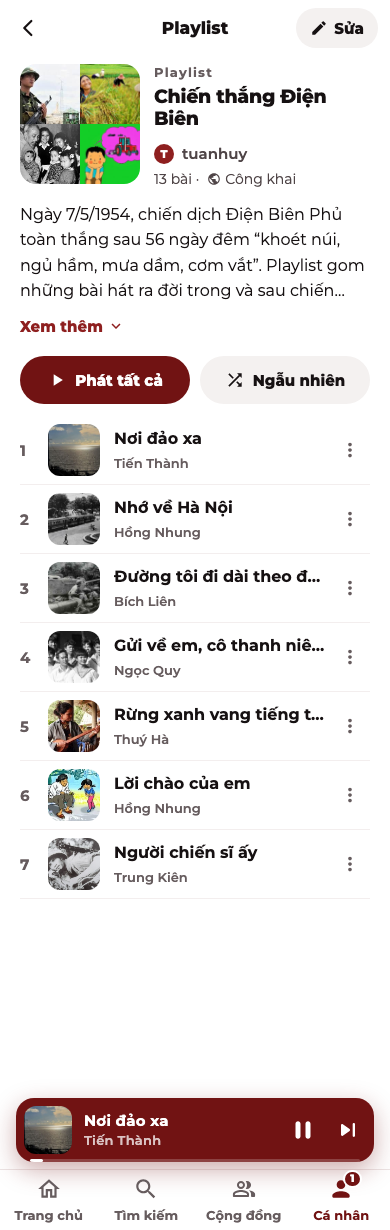 Playlist
Sửa
Playlist
Chiến thắng Điện
Biên
T tuanhuy
13 bài · Công khai
Ngày 7/5/1954, chiến dịch Điện Biên Phủ
toàn thắng sau 56 ngày đêm “khoét núi,
ngủ hầm, mưa dầm, cơm vắt”. Playlist gom
những bài hát ra đời trong và sau chiến...
Xem thêm
Phát tất cả
Ngẫu nhiên
1
Nơi đảo xa
Tiến Thành
2
Nhớ về Hà Nội
Hồng Nhung
3
Đường tôi đi dài theo đ...
Bích Liên
4
Gửi về em, cô thanh niê...
Ngọc Quy
5
Rừng xanh vang tiếng t...
Thuý Hà
6
Lời chào của em
Hồng Nhung
7
Người chiến sĩ ấy
Trung Kiên
Nơi đảo xa
Tiến Thành
1
Trang chủ
Tìm kiếm
Cộng đồng
Cá nhân